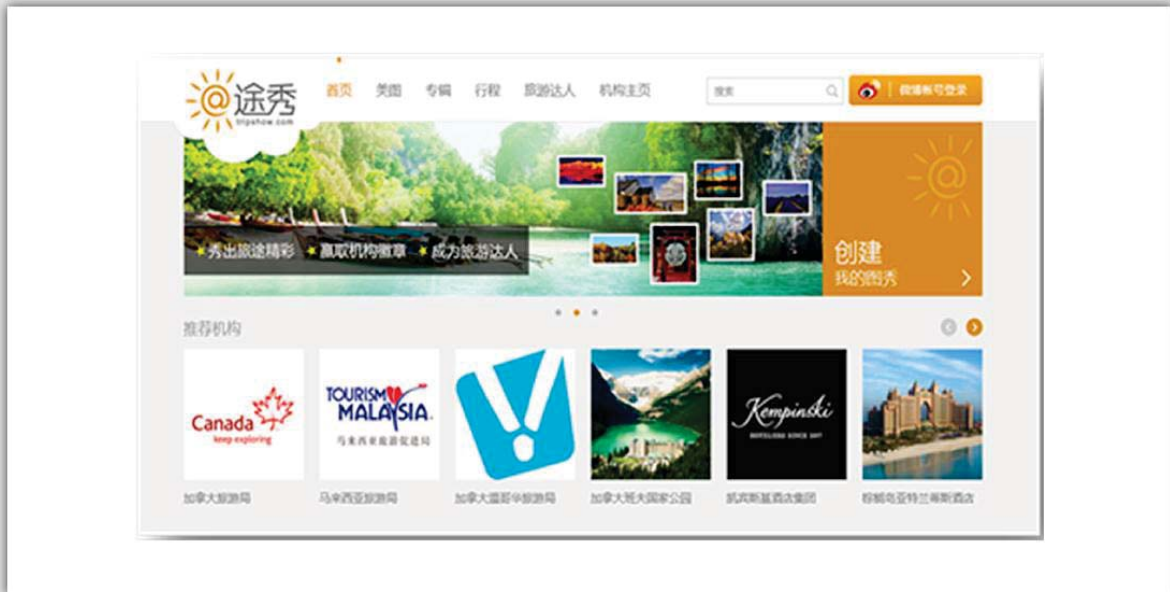 @途秀
tripshow.com
首页 美图 专辑 行程 旅游达人 机构主页
搜索
微博帐号登录
★秀出旅途精彩 ★赢取机构徽章 ★成为旅游达人
创建
我的图秀
推荐机构
Canada
keep exploring
TOURISM
MALAYSIA
马来西亚旅游促进局
Kempinski
HOTELIERS SINCE 1897
加拿大旅游局
马来西亚旅游局
加拿大温哥华旅游局
加拿大班夫国家公园
凯宾斯基酒店集团
棕榈岛亚特兰蒂斯酒店